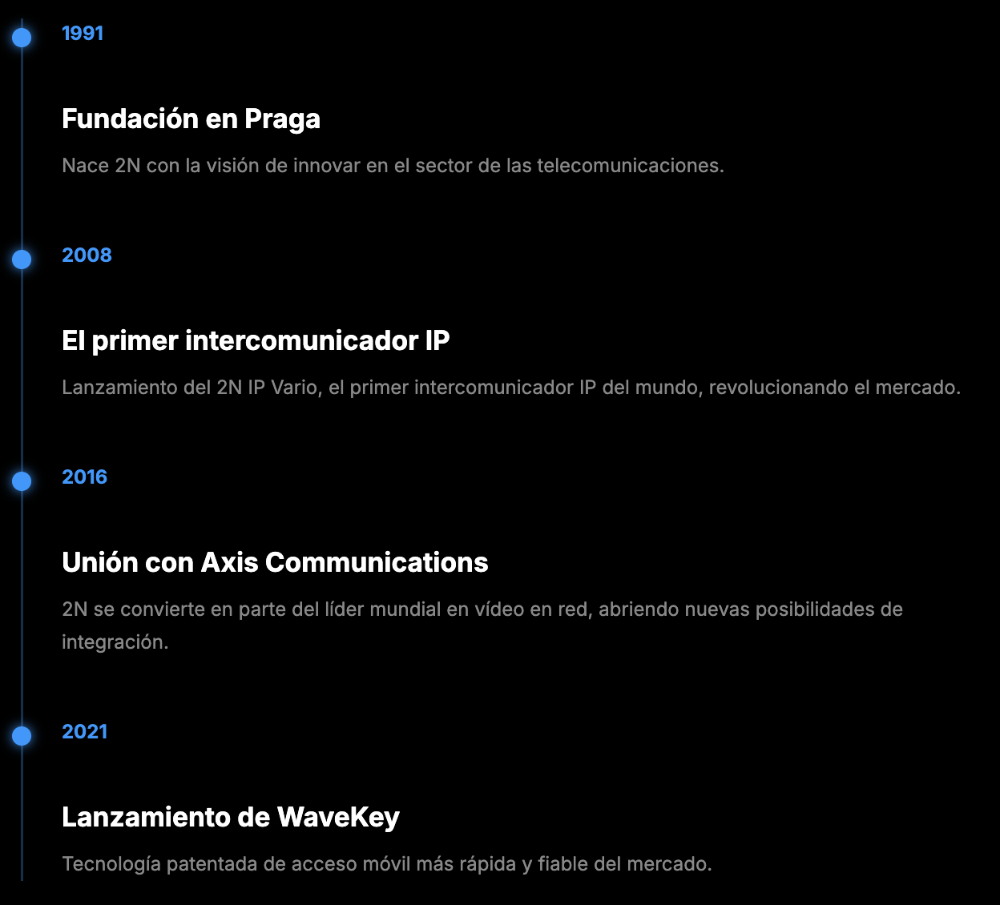 1991
Fundación en Praga
Nace 2N con la visión de innovar en el sector de las telecomunicaciones.
2008
El primer intercomunicador IP
Lanzamiento del 2N IP Vario, el primer intercomunicador IP del mundo, revolucionando el mercado.
2016
Unión con Axis Communications
2N se convierte en parte del líder mundial en vídeo en red, abriendo nuevas posibilidades de
integración.
2021
Lanzamiento de WaveKey
Tecnología patentada de acceso móvil más rápida y fiable del mercado.